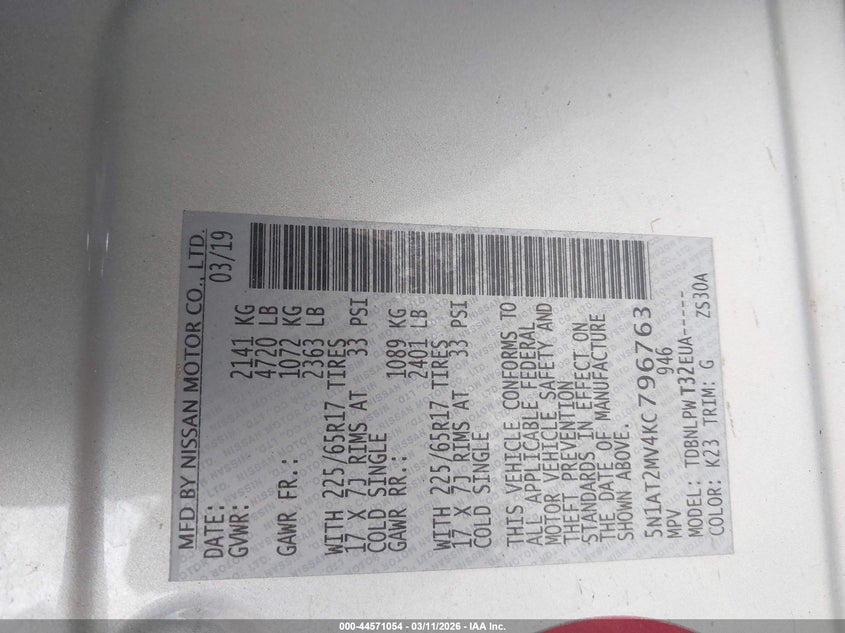 MFD BY NISSAN MOTOR CO., LTD.
DATE: 03/19
GVWR: 2141 KG
4720 LB
GAWR FR.: 1072 KG
2363 LB
WITH 225/65R17 TIRES
17 X 7J RIMS AT 33 PSI
COLD SINGLE
GAWR RR.: 1089 KG
2401 LB
WITH 225/65R17 TIRES
17 X 7J RIMS AT 33 PSI
COLD SINGLE
THIS VEHICLE CONFORMS TO
ALL APPLICABLE FEDERAL
MOTOR VEHICLE SAFETY AND
THEFT PREVENTION
STANDARDS IN EFFECT ON
THE DATE OF MANUFACTURE
SHOWN ABOVE.
5N1AT2MV4KC796763
MPV 946
MODEL: TDBNLPWT32EUA-----
COLOR: K23 TRIM: G ZS30A
000-44571054 - 03/11/2026 - IAA Inc.